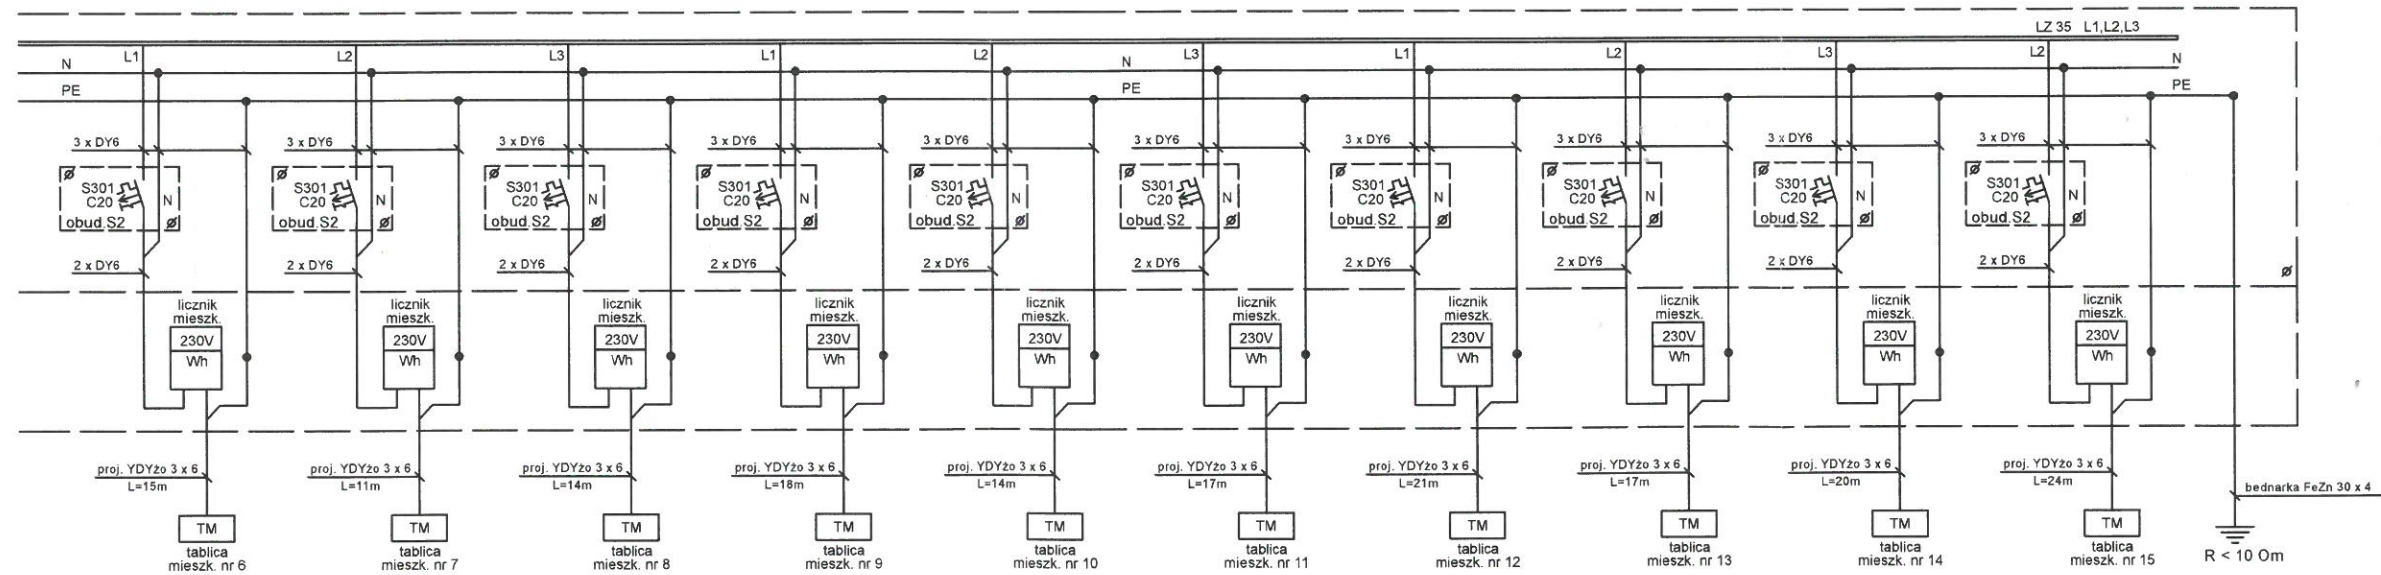 LZ 35 L1,L2,L3
L1 L2 L3 L1 L2 L3 L1 L2 L3 L2
N N N
PE PE PE
3 x DY6 3 x DY6 3 x DY6 3 x DY6 3 x DY6 3 x DY6 3 x DY6 3 x DY6 3 x DY6 3 x DY6
S301 S301 S301 S301 S301 S301 S301 S301 S301 S301
C20 N C20 N C20 N C20 N C20 N C20 N C20 N C20 N C20 N C20 N
obud.S2 obud.S2 obud.S2 obud.S2 obud.S2 obud.S2 obud.S2 obud.S2 obud.S2 obud.S2
2 x DY6 2 x DY6 2 x DY6 2 x DY6 2 x DY6 2 x DY6 2 x DY6 2 x DY6 2 x DY6 2 x DY6
licznik licznik licznik licznik licznik licznik licznik licznik licznik licznik
mieszk. mieszk. mieszk. mieszk. mieszk. mieszk. mieszk. mieszk. mieszk. mieszk.
230V 230V 230V 230V 230V 230V 230V 230V 230V 230V
Wh Wh Wh Wh Wh Wh Wh Wh Wh Wh
proj. YDYżo 3 x 6 proj. YDYżo 3 x 6 proj. YDYżo 3 x 6 proj. YDYżo 3 x 6 proj. YDYżo 3 x 6 proj. YDYżo 3 x 6 proj. YDYżo 3 x 6 proj. YDYżo 3 x 6 proj. YDYżo 3 x 6 proj. YDYżo 3 x 6
L=15m L=11m L=14m L=18m L=14m L=17m L=21m L=17m L=20m L=24m
bednarka FeZn 30 x 4
TM TM TM TM TM TM TM TM TM TM
tablica tablica tablica tablica tablica tablica tablica tablica tablica tablica
mieszk. nr 6 mieszk. nr 7 mieszk. nr 8 mieszk. nr 9 mieszk. nr 10 mieszk. nr 11 mieszk. nr 12 mieszk. nr 13 mieszk. nr 14 mieszk. nr 15
R < 10 Om